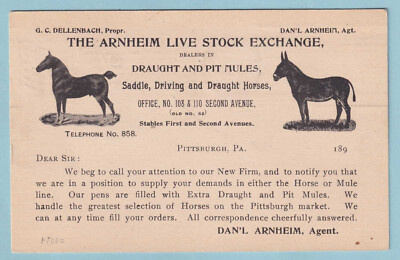 G. C. DELLENBACH, Propr. DAN'L ARNHEIM, Agt.
THE ARNHEIM LIVE STOCK EXCHANGE,
DEALERS IN
DRAUGHT AND PIT MULES,
Saddle, Driving and Draught Horses,
OFFICE, NO. 108 & 110 SECOND AVENUE,
(OLD NO. 52)
Stables First and Second Avenues.
TELEPHONE NO. 858.
PITTSBURGH, PA. 189
DEAR SIR:
We beg to call your attention to our New Firm, and to notify you that
we are in a position to supply your demands in either the Horse or Mule
line. Our pens are filled with Extra Draught and Pit Mules. We
handle the greatest selection of Horses on the Pittsburgh market. We
can at any time fill your orders. All correspondence cheerfully answered.
DAN'L ARNHEIM, Agent.